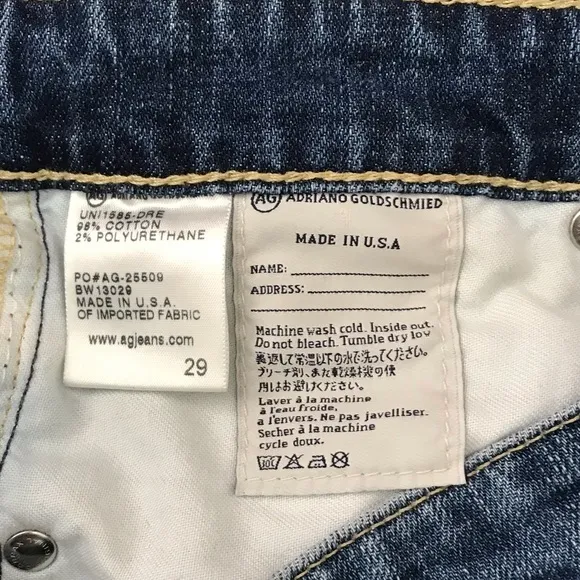 AG ADRIANO GOLDSCHMIED
UNI1585-DRE
98% COTTON
2% POLYURETHANE
PO#AG-25509
BW13029
MADE IN U.S.A.
OF IMPORTED FABRIC
www.agjeans.com
29
AG ADRIANO GOLDSCHMIED
MADE IN U.S.A
NAME:
ADDRESS:
Machine wash cold. Inside out.
Do not bleach. Tumble dry low
裏返して常温以下の水で洗ってください。
ブリーチ剤、また乾燥機の使
用はお避けください。
Laver à la machine
à l'eau froide,
a l'envers. Ne pas javelliser.
Secher à la machine
cycle doux.